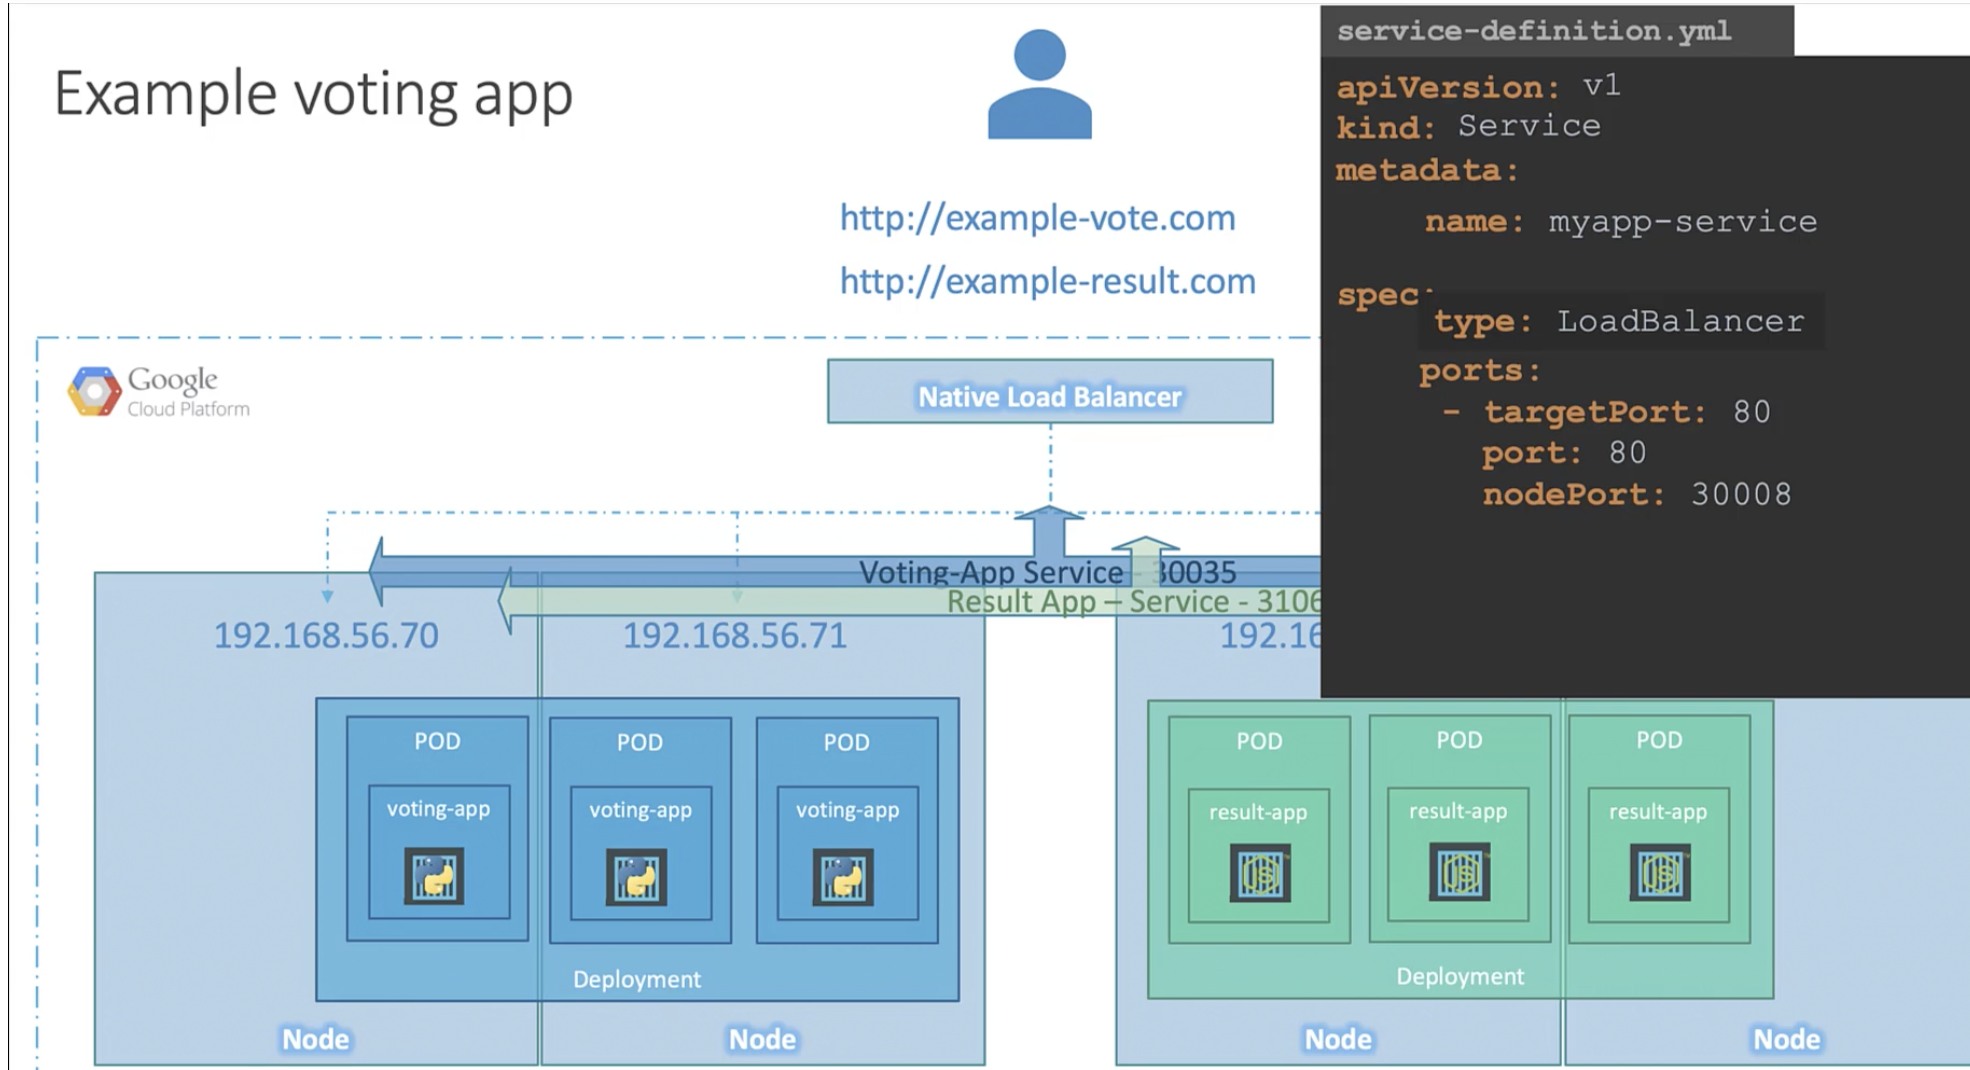 Example voting app
http://example-vote.com
http://example-result.com
Google
Cloud Platform
Native Load Balancer
Voting-App Service - 30035
Result App – Service - 3106
192.168.56.70
192.168.56.71
192.16
POD
voting-app
POD
voting-app
POD
voting-app
Deployment
POD
result-app
POD
result-app
POD
result-app
Deployment
Node
Node
Node
Node
service-definition.yml
apiVersion: v1
kind: Service
metadata:
name: myapp-service
spec:
type: LoadBalancer
ports:
- targetPort: 80
port: 80
nodePort: 30008